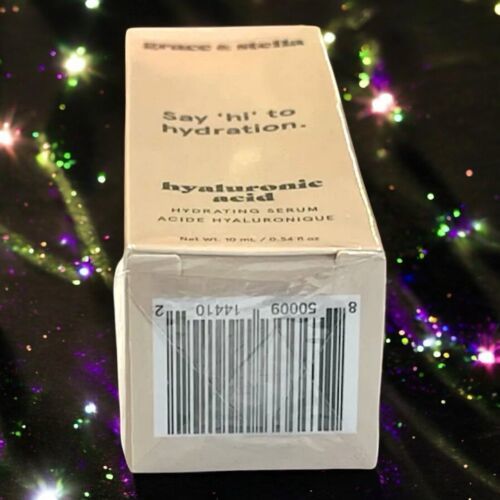 grace & stella
Say 'hi' to
hydration.
hyaluronic
acid
HYDRATING SERUM
ACIDE HYALURONIQUE
Net Wt. 10 mL / 0.34 fl oz
8 50009 14410 2